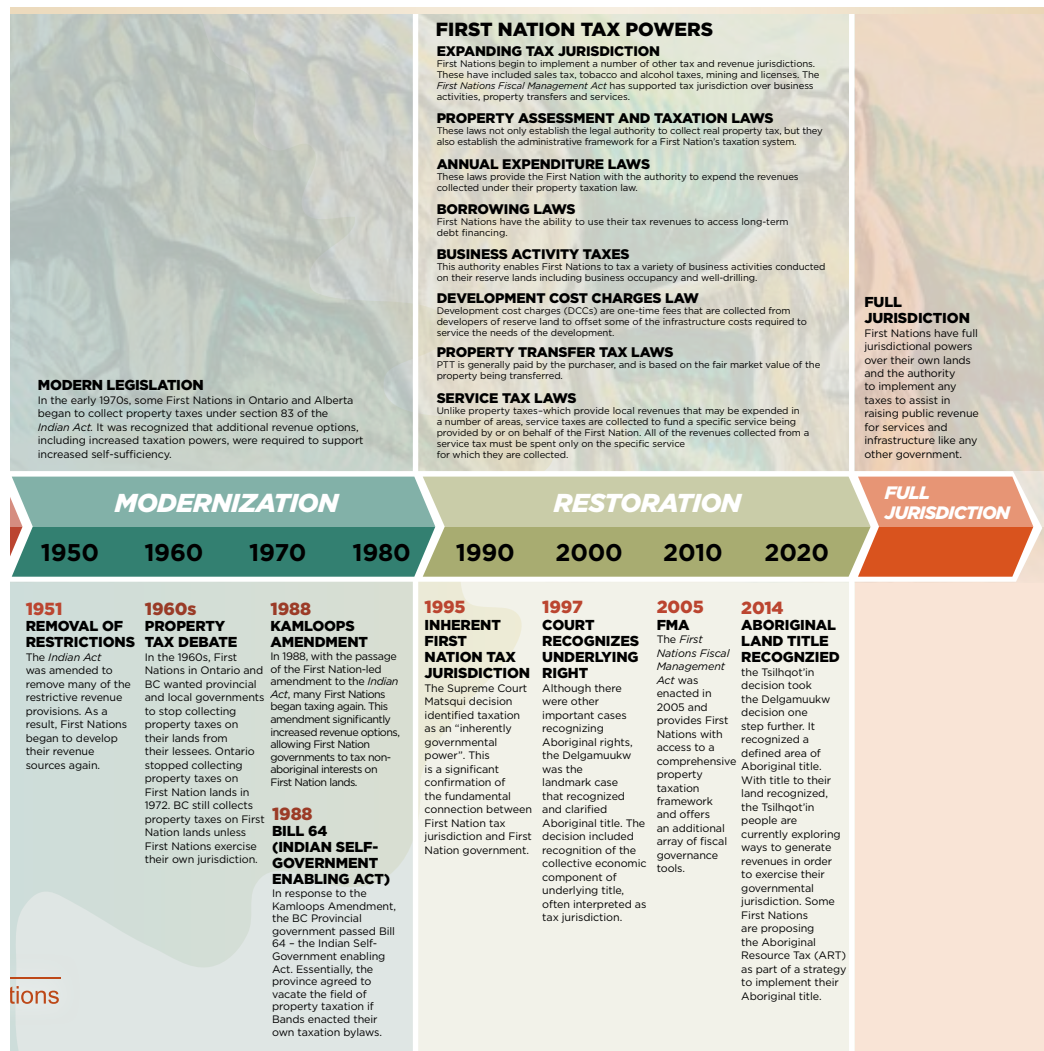 MODERN LEGISLATION
In the early 1970s, some First Nations in Ontario and Alberta
began to collect property taxes under section 83 of the
Indian Act. It was recognized that additional revenue options,
including increased taxation powers, were required to support
increased self-sufficiency.
FIRST NATION TAX POWERS
EXPANDING TAX JURISDICTION
First Nations begin to implement a number of other tax and revenue jurisdictions.
These have included sales tax, tobacco and alcohol taxes, mining and licenses. The
First Nations Fiscal Management Act has supported tax jurisdiction over business
activities, property transfers and services.
PROPERTY ASSESSMENT AND TAXATION LAWS
These laws not only establish the legal authority to collect real property tax, but they
also establish the administrative framework for a First Nation's taxation system.
ANNUAL EXPENDITURE LAWS
These laws provide the First Nation with the authority to expend the revenues
collected under their property taxation law.
BORROWING LAWS
First Nations have the ability to use their tax revenues to access long-term
debt financing.
BUSINESS ACTIVITY TAXES
This authority enables First Nations to tax a variety of business activities conducted
on their reserve lands including business occupancy and well-drilling.
DEVELOPMENT COST CHARGES LAW
Development cost charges (DCCs) are one-time fees that are collected from
developers of reserve land to offset some of the infrastructure costs required to
service the needs of the development.
PROPERTY TRANSFER TAX LAWS
PTT is generally paid by the purchaser, and is based on the fair market value of the
property being transferred.
SERVICE TAX LAWS
Unlike property taxes–which provide local revenues that may be expended in
a number of areas, service taxes are collected to fund a specific service being
provided by or on behalf of the First Nation. All of the revenues collected from a
service tax must be spent only on the specific service
for which they are collected.
FULL
JURISDICTION
First Nations have full
jurisdictional powers
over their own lands
and the authority
to implement any
taxes to assist in
raising public revenue
for services and
infrastructure like any
other government.
MODERNIZATION
RESTORATION
FULL
JURISDICTION
1950 1960 1970 1980 1990 2000 2010 2020
1951
REMOVAL OF
RESTRICTIONS
The Indian Act
was amended to
remove many of the
restrictive revenue
provisions. As a
result, First Nations
began to develop
their revenue
sources again.
1960s
PROPERTY
TAX DEBATE
In the 1960s, First
Nations in Ontario and
BC wanted provincial
and local governments
to stop collecting
property taxes on
their lands from
their lessees. Ontario
stopped collecting
property taxes on
First Nation lands in
1972. BC still collects
property taxes on First
Nation lands unless
First Nations exercise
their own jurisdiction.
1988
KAMLOOPS
AMENDMENT
In 1988, with the passage
of the First Nation-led
amendment to the Indian
Act, many First Nations
began taxing again. This
amendment significantly
increased revenue options,
allowing First Nation
governments to tax non-
aboriginal interests on
First Nation lands.
1988
BILL 64
(INDIAN SELF-
GOVERNMENT
ENABLING ACT)
In response to the
Kamloops Amendment,
the BC Provincial
government passed Bill
64 – the Indian Self-
Government enabling
Act. Essentially, the
province agreed to
vacate the field of
property taxation if
Bands enacted their
own taxation bylaws.
1995
INHERENT
FIRST
NATION TAX
JURISDICTION
The Supreme Court
Matsqui decision
identified taxation
as an "inherently
governmental
power". This
is a significant
confirmation of
the fundamental
connection between
First Nation tax
jurisdiction and First
Nation government.
1997
COURT
RECOGNIZES
UNDERLYING
RIGHT
Although there
were other
important cases
recognizing
Aboriginal rights,
the Delgamuukw
was the
landmark case
that recognized
and clarified
Aboriginal title. The
decision included
recognition of the
collective economic
component of
underlying title,
often interpreted as
tax jurisdiction.
2005
FMA
The First
Nations Fiscal
Management
Act was
enacted in
2005 and
provides First
Nations with
access to a
comprehensive
property
taxation
framework
and offers
an additional
array of fiscal
governance
tools.
2014
ABORIGINAL
LAND TITLE
RECOGNZIED
the Tsilhqot'in
decision took
the Delgamuukw
decision one
step further. It
recognized a
defined area of
Aboriginal title.
With title to their
land recognized,
the Tsilhqot'in
people are
currently exploring
ways to generate
revenues in order
to exercise their
governmental
jurisdiction. Some
First Nations
are proposing
the Aboriginal
Resource Tax (ART)
as part of a strategy
to implement their
Aboriginal title.
tions